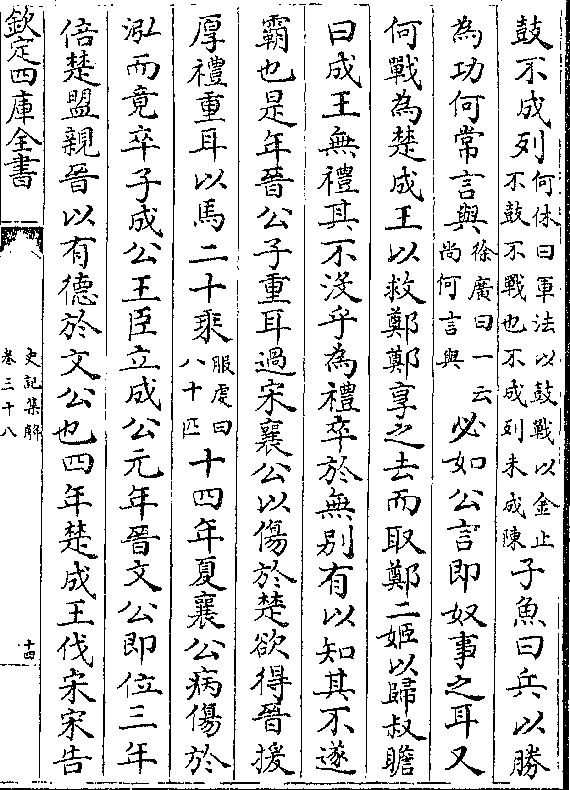 鼓不成列何休曰軍法以鼓戰以金止不鼓不戰也不成列未成陳子魚曰兵以勝
為功何常言與徐廣曰一云尚何言與必如公言即奴事之耳又
何戰為楚成王以救鄭鄭享之去而取鄭二姬以歸叔瞻
曰成王無禮其不沒乎為禮卒於無別有以知其不遂
霸也是年晉公子重耳過宋襄公以傷於楚欲得晉援
厚禮重耳以馬二十乘服虔曰八十匹十四年夏襄公病傷於
泓而竟卒子成公王臣立成公元年晉文公即位三年
倍楚盟親晉以有德於文公也四年楚成王伐宋宋告
欽定四庫全書
史記集解
卷三十八
十四